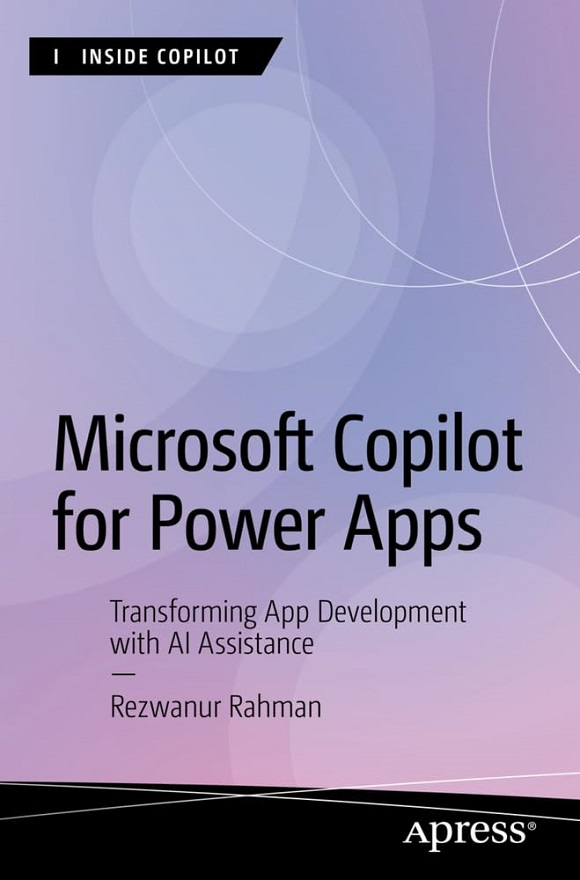 I INSIDE COPILOT
Microsoft Copilot
for Power Apps
Transforming App Development
with AI Assistance
—
Rezwanur Rahman
Apress®